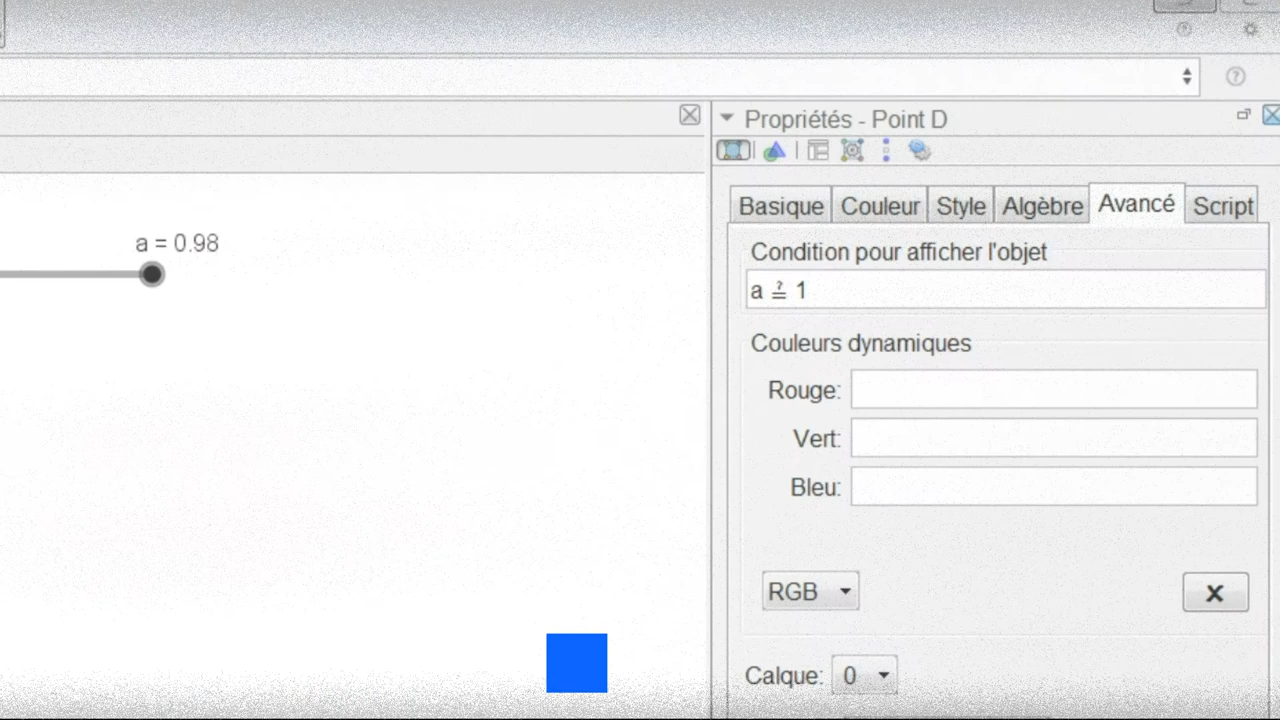 Propriétés - Point D
Basique Couleur Style Algèbre Avancé Script
a = 0.98
Condition pour afficher l'objet
a ≟ 1
Couleurs dynamiques
Rouge:
Vert:
Bleu:
RGB
Calque: 0